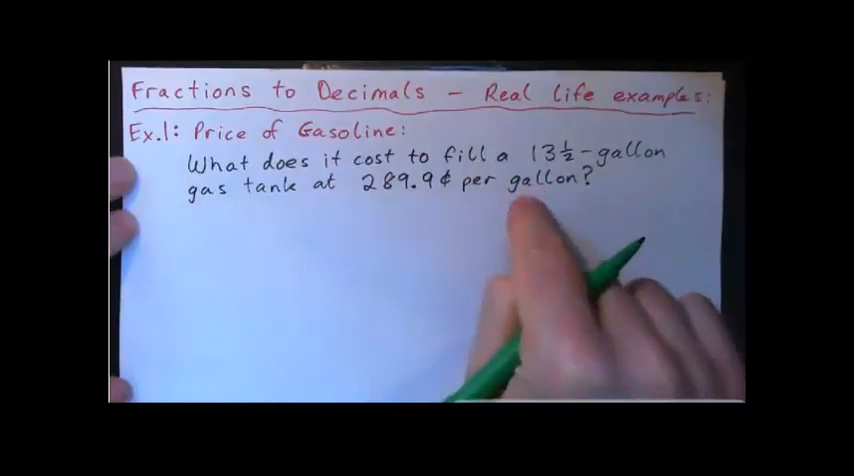 Fractions to Decimals - Real life examples:
Ex.1: Price of Gasoline:
What does it cost to fill a 13½-gallon
gas tank at 289.9¢ per gallon?